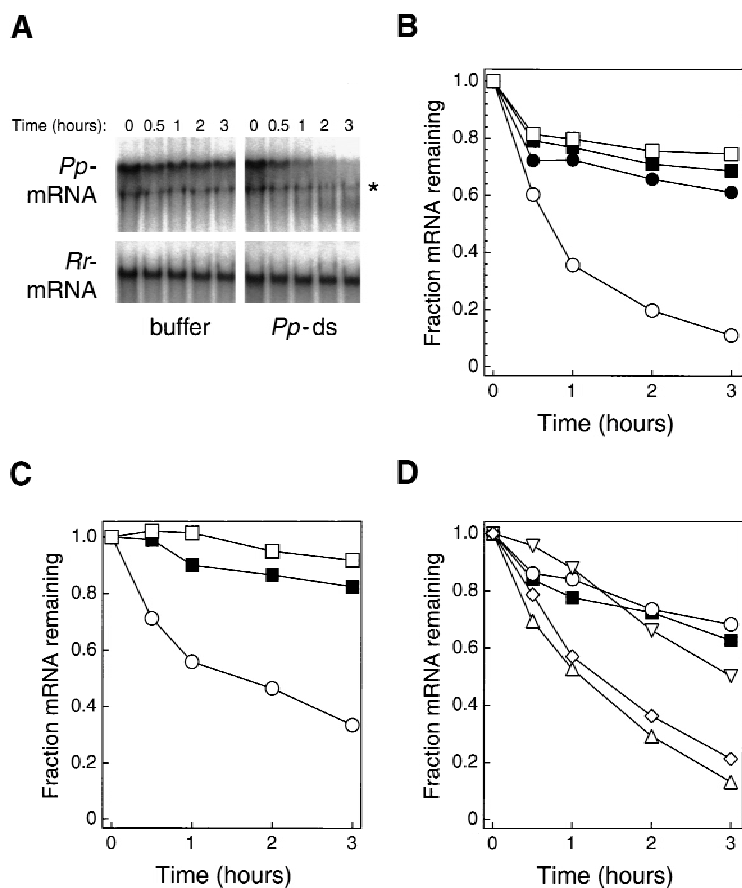 A
Time (hours): 0 0.5 1 2 3 0 0.5 1 2 3
Pp-
mRNA
*
Rr-
mRNA
buffer
Pp-ds
B
Fraction mRNA remaining
1.0
0.8
0.6
0.4
0.2
0
0 1 2 3
Time (hours)
C
Fraction mRNA remaining
1.0
0.8
0.6
0.4
0.2
0
0 1 2 3
Time (hours)
D
Fraction mRNA remaining
1.0
0.8
0.6
0.4
0.2
0
0 1 2 3
Time (hours)